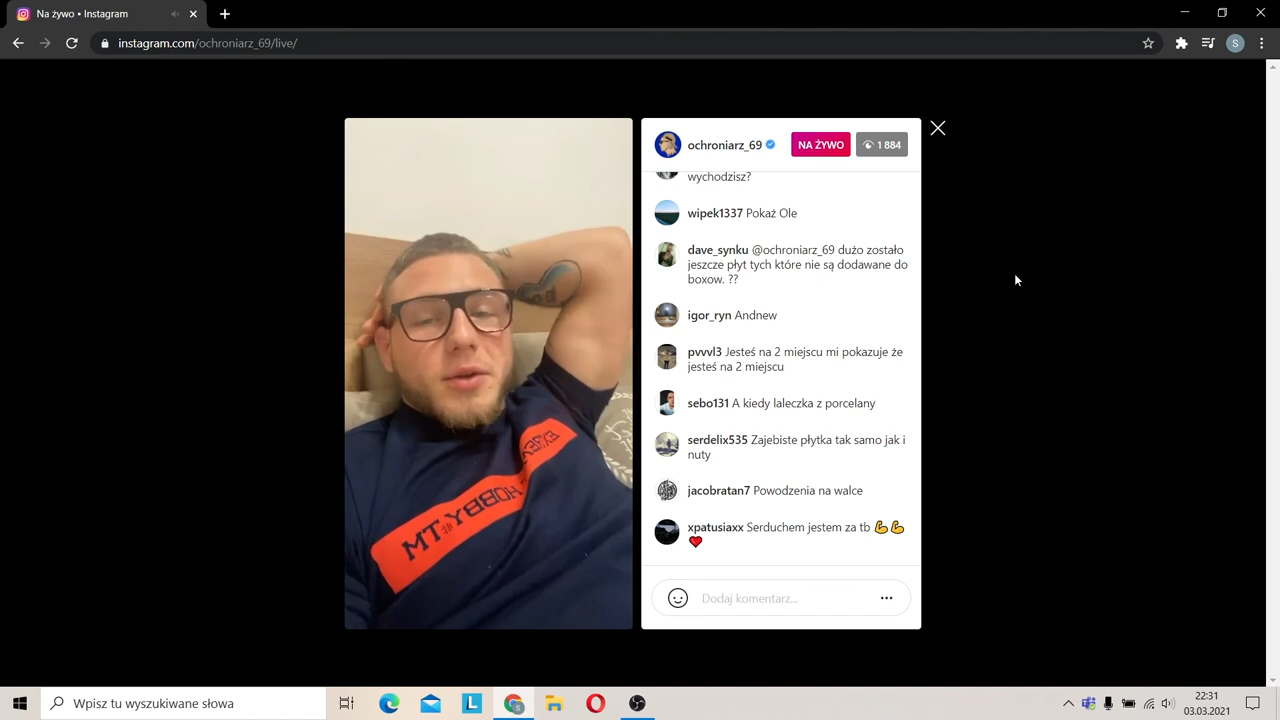 Na żywo • Instagram
instagram.com/ochroniarz_69/live/
S
ochroniarz_69
NA ŻYWO
1 884
wychodzisz?
wipek1337 Pokaż Ole
dave_synku @ochroniarz_69 dużo zostało
jeszcze płyt tych które nie są dodawane do
boxow. ??
igor_ryn Andnew
pvvvl3 Jesteś na 2 miejscu mi pokazuje że
jesteś na 2 miejscu
sebo131 A kiedy laleczka z porcelany
serdelix535 Zajebiste płytka tak samo jak i
nuty
jacobratan7 Powodzenia na walce
xpatusiaxx Serduchem jestem za tb 💪💪
❤️
Dodaj komentarz...
HOBBY
MT
L
Wpisz tu wyszukiwane słowa
22:31
03.03.2021